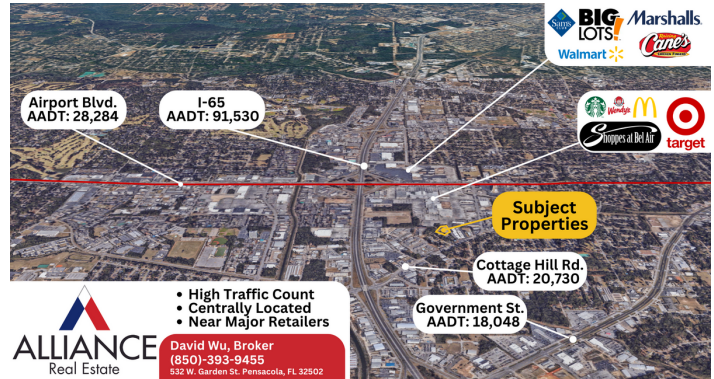 Sam's
BIG
LOTS!
Marshalls.
Walmart
Raising
Cane's
CHICKEN FINGERS
Airport Blvd.
AADT: 28,284
I-65
AADT: 91,530
Wendy's
Shoppes at Bel Air
target
Subject
Properties
Cottage Hill Rd.
AADT: 20,730
Government St.
AADT: 18,048
ALLIANCE
Real Estate
• High Traffic Count
• Centrally Located
• Near Major Retailers
David Wu, Broker
(850)-393-9455
532 W. Garden St. Pensacola, FL 32502